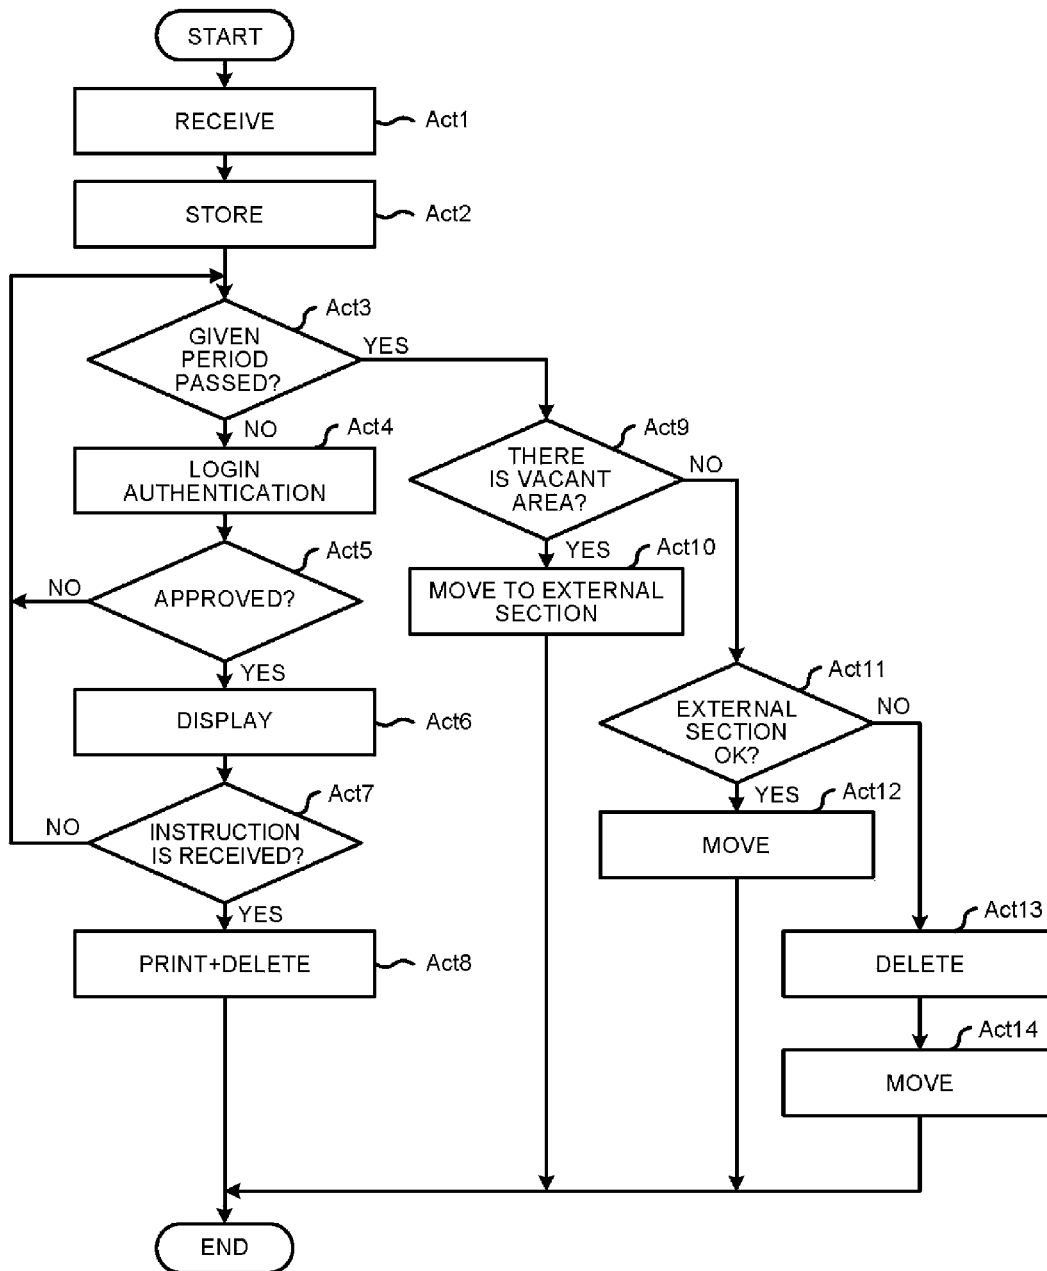 START
RECEIVE
Act1
STORE
Act2
Act3
GIVEN
PERIOD
PASSED?
YES
NO
Act4
LOGIN
AUTHENTICATION
Act5
APPROVED?
NO
YES
DISPLAY
Act6
Act7
INSTRUCTION
IS RECEIVED?
NO
YES
PRINT+DELETE
Act8
Act9
THERE
IS VACANT
AREA?
NO
YES
Act10
MOVE TO EXTERNAL
SECTION
Act11
EXTERNAL
SECTION
OK?
NO
YES
Act12
MOVE
Act13
DELETE
Act14
MOVE
END